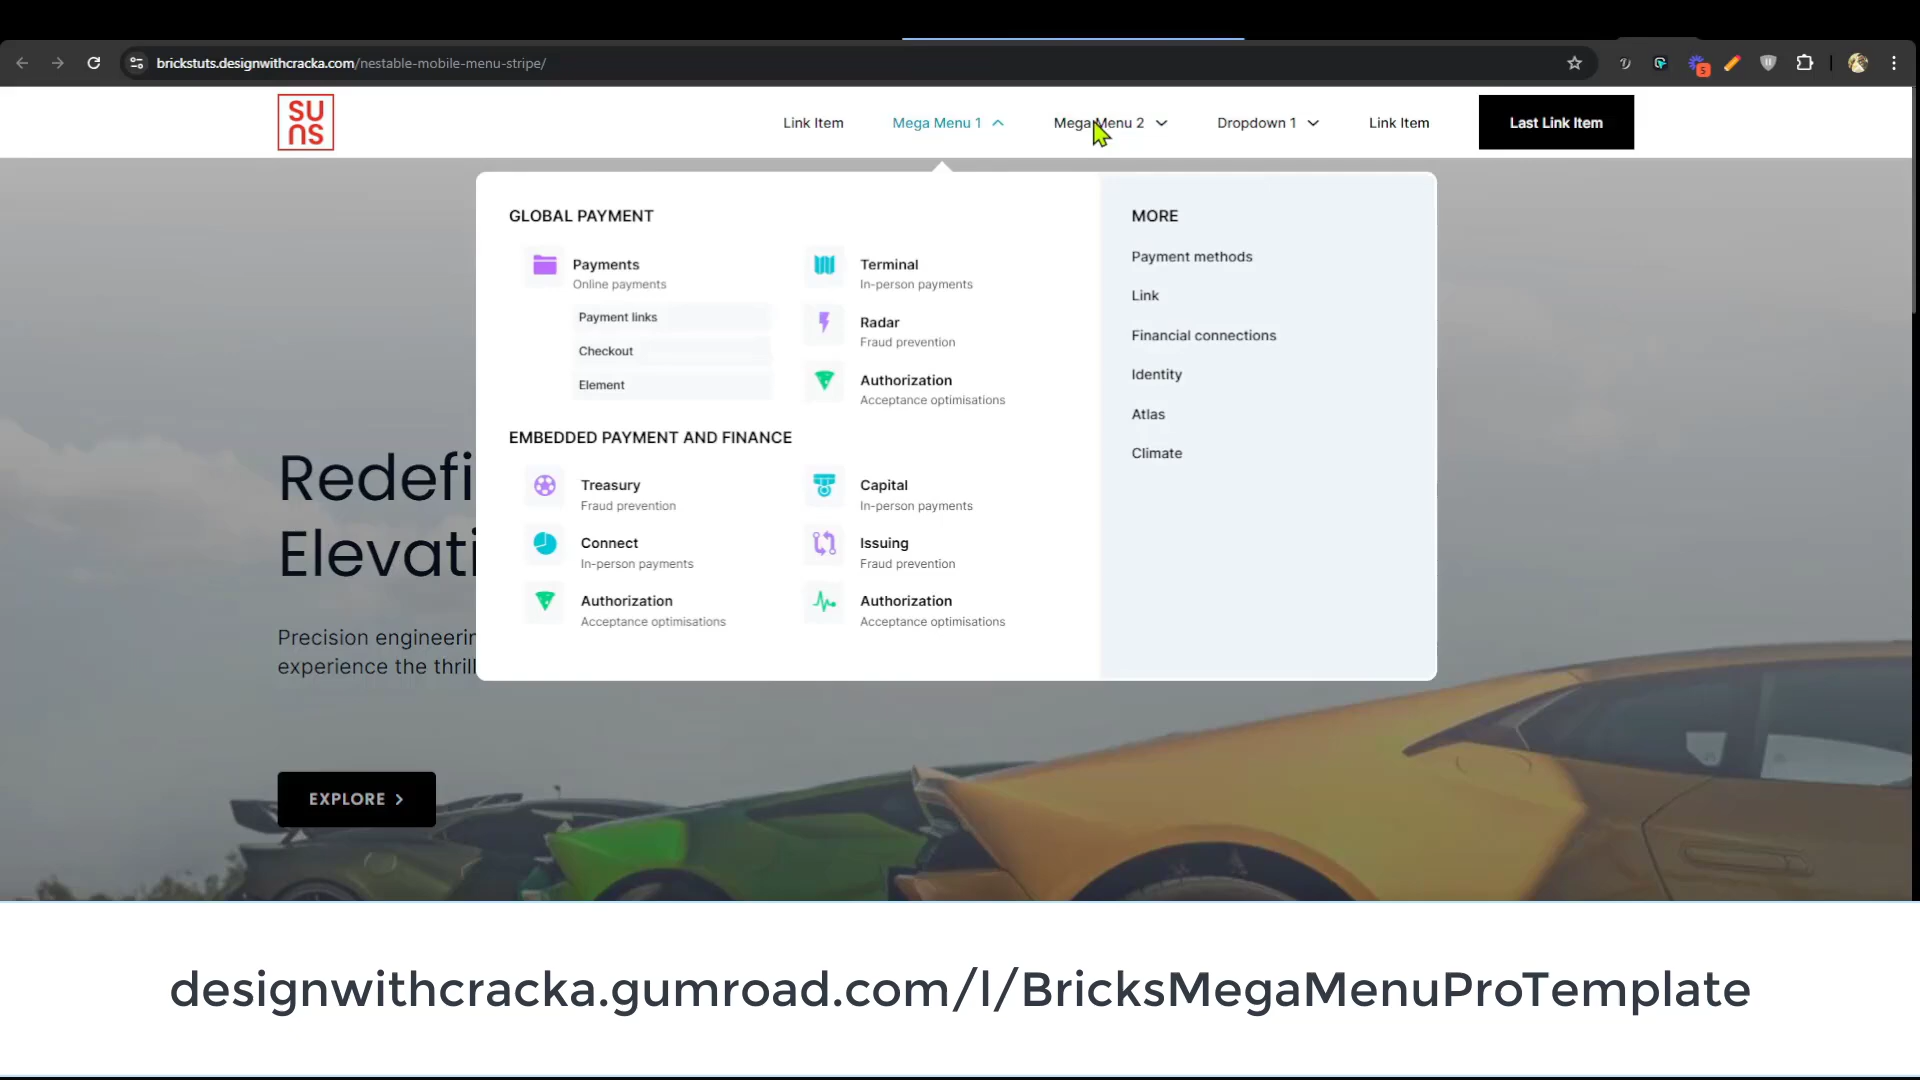 brickstuts.designwithcracka.com/nestable-mobile-menu-stripe/
5
SU
ns
Link Item
Mega Menu 1
Mega Menu 2
Dropdown 1
Link Item
Last Link Item
GLOBAL PAYMENT
Payments
Online payments
Payment links
Checkout
Element
Terminal
In-person payments
Radar
Fraud prevention
Authorization
Acceptance optimisations
EMBEDDED PAYMENT AND FINANCE
Treasury
Fraud prevention
Connect
In-person payments
Authorization
Acceptance optimisations
Capital
In-person payments
Issuing
Fraud prevention
Authorization
Acceptance optimisations
MORE
Payment methods
Link
Financial connections
Identity
Atlas
Climate
Redefi
Elevati
Precision engineerin
experience the thrill
EXPLORE
designwithcracka.gumroad.com/l/BricksMegaMenuProTemplate